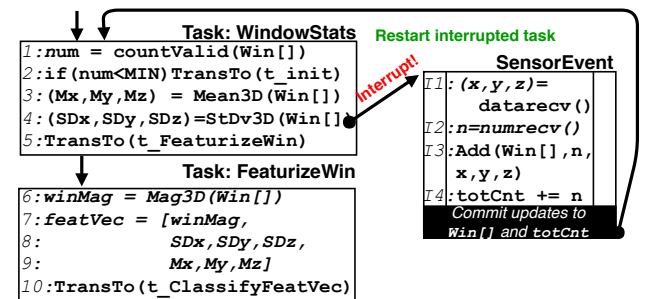 Task: WindowStats
1:num = countValid(Win[])
2:if(num<MIN)TransTo(t_init)
3:(Mx,My,Mz) = Mean3D(Win[])
4:(SDx,SDy,SDz)=StDv3D(Win[])
5:TransTo(t_FeaturizeWin)
Task: FeaturizeWin
6:winMag = Mag3D(Win[])
7:featVec = [winMag,
8: SDx,SDy,SDz,
9: Mx,My,Mz]
10:TransTo(t_ClassifyFeatVec)
Restart interrupted task
Interrupt!
SensorEvent
I1:(x,y,z)=
datarecv()
I2:n=numrecv()
I3:Add(Win[],n,
x,y,z)
I4:totCnt += n
Commit updates to
Win[] and totCnt